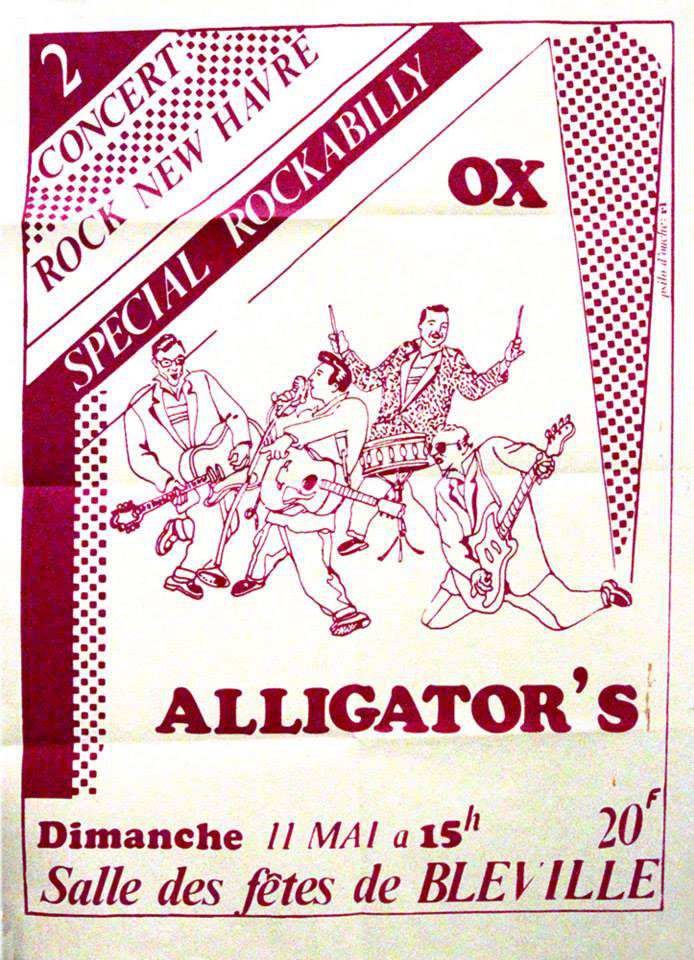 2
CONCERT
ROCK NEW HAVRE
SPECIAL ROCKABILLY
OX
ALLIGATOR'S
Dimanche 11 MAI a 15h 20F
Salle des fêtes de BLEVILLE